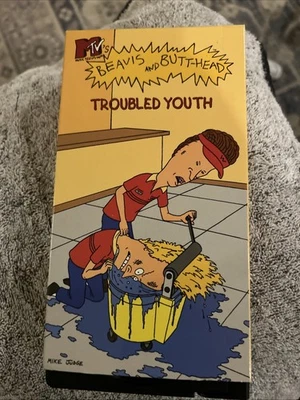 MTV'S
BEAVIS AND BUTT-HEAD
TROUBLED YOUTH
MIKE JUDGE